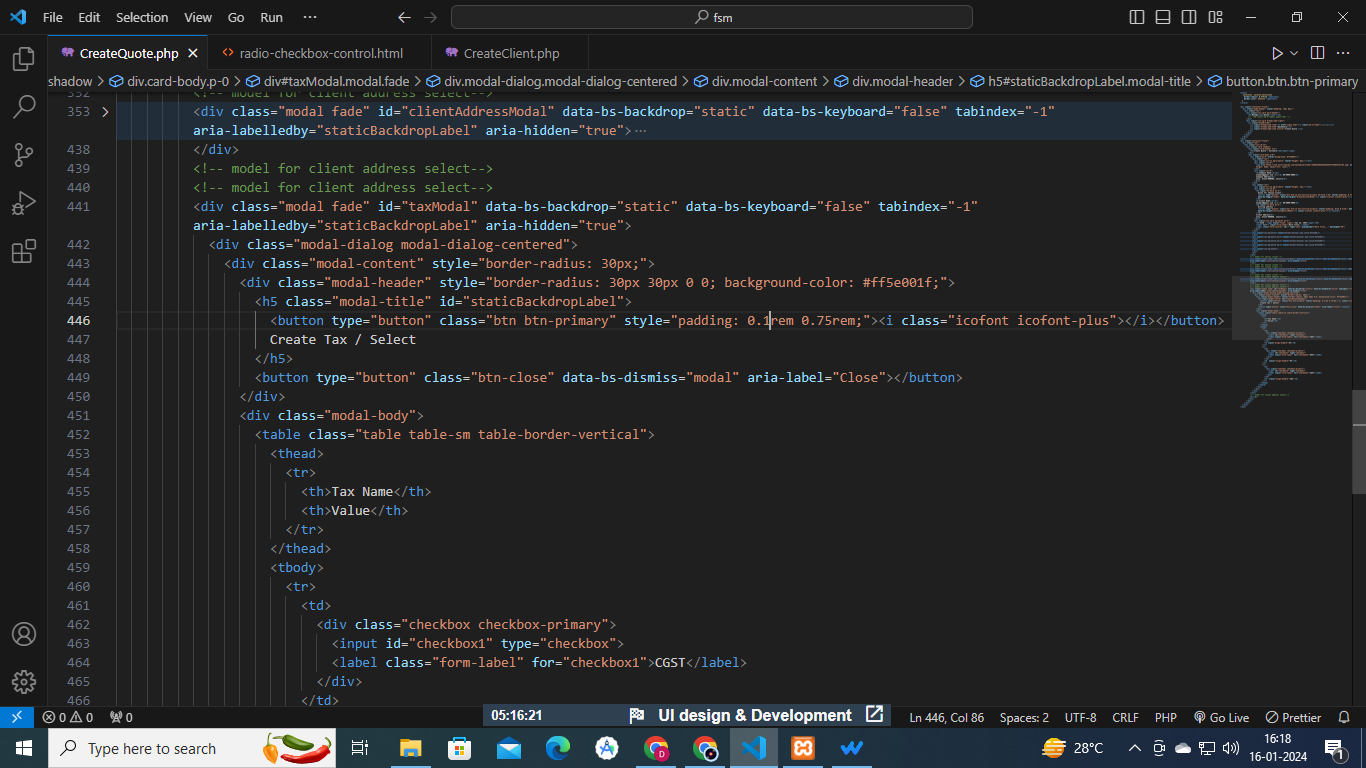 File Edit Selection View Go Run ··· fsm
CreateQuote.php radio-checkbox-control.html CreateClient.php
shadow > div.card-body.p-0 > div#taxModal.modal.fade > div.modal-dialog.modal-dialog-centered > div.modal-content > div.modal-header > h5#staticBackdropLabel.modal-title > button.btn.btn-primary
352 <!-- model for client address select-->
353 <div class="modal fade" id="clientAddressModal" data-bs-backdrop="static" data-bs-keyboard="false" tabindex="-1"
aria-labelledby="staticBackdropLabel" aria-hidden="true"> ···
438 </div>
439 <!-- model for client address select-->
440 <!-- model for client address select-->
441 <div class="modal fade" id="taxModal" data-bs-backdrop="static" data-bs-keyboard="false" tabindex="-1"
aria-labelledby="staticBackdropLabel" aria-hidden="true">
442 <div class="modal-dialog modal-dialog-centered">
443 <div class="modal-content" style="border-radius: 30px;">
444 <div class="modal-header" style="border-radius: 30px 30px 0 0; background-color: #ff5e001f;">
445 <h5 class="modal-title" id="staticBackdropLabel">
446 <button type="button" class="btn btn-primary" style="padding: 0.1rem 0.75rem;"><i class="icofont icofont-plus"></i></button>
447 Create Tax / Select
448 </h5>
449 <button type="button" class="btn-close" data-bs-dismiss="modal" aria-label="Close"></button>
450 </div>
451 <div class="modal-body">
452 <table class="table table-sm table-border-vertical">
453 <thead>
454 <tr>
455 <th>Tax Name</th>
456 <th>Value</th>
457 </tr>
458 </thead>
459 <tbody>
460 <tr>
461 <td>
462 <div class="checkbox checkbox-primary">
463 <input id="checkbox1" type="checkbox">
464 <label class="form-label" for="checkbox1">CGST</label>
465 </div>
466 </td>
0 0 0 05:16:21 UI design & Development Ln 446, Col 86 Spaces: 2 UTF-8 CRLF PHP Go Live Prettier
Type here to search 28°C 16:18
16-01-2024 1